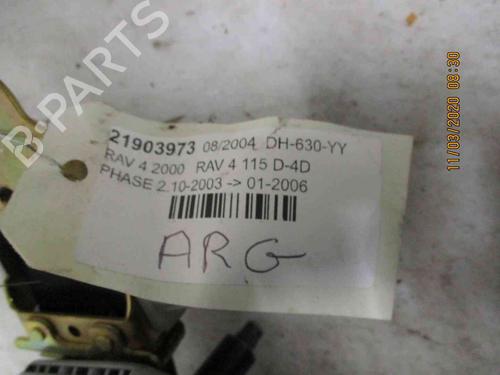 B-PARTS
21903973 08/2004 DH-630-YY
RAV 4 2000 RAV 4 115 D-4D
PHASE 2.10-2003 -> 01-2006
ARG
11/03/2020 08:30